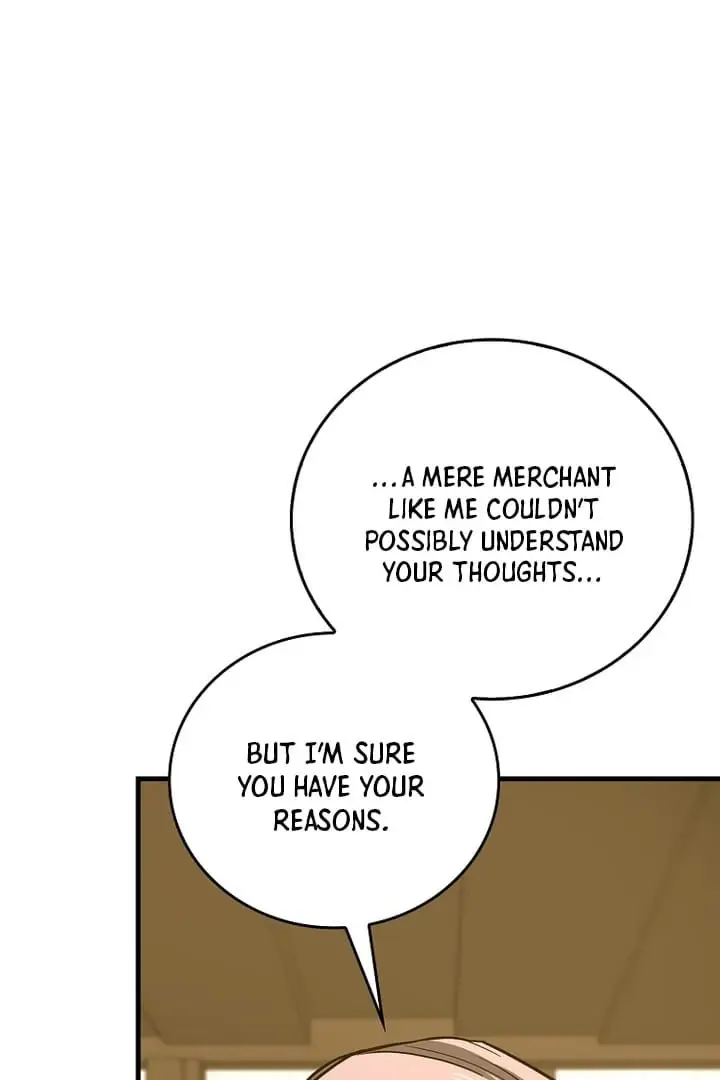 ...A MERE MERCHANT
LIKE ME COULDN'T
POSSIBLY UNDERSTAND
YOUR THOUGHTS...
BUT I'M SURE
YOU HAVE YOUR
REASONS.